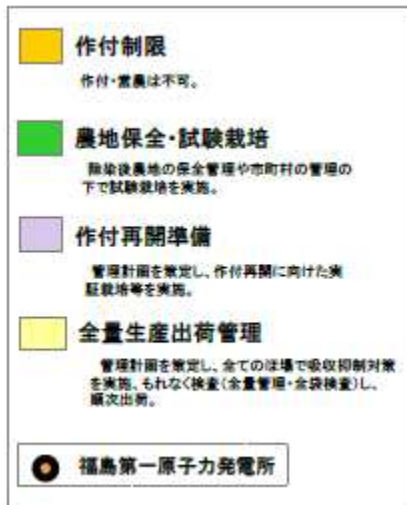 作付制限
作付・営農は不可。
農地保全・試験栽培
除染後農地の保全管理や市町村の管理の
下で試験栽培を実施。
作付再開準備
管理計画を策定し、作付再開に向けた実
証栽培等を実施。
全量生産出荷管理
管理計画を策定し、全てのほ場で吸収抑制対策
を実施、もれなく検査(全量管理・全袋検査)し、
順次出荷。
福島第一原子力発電所